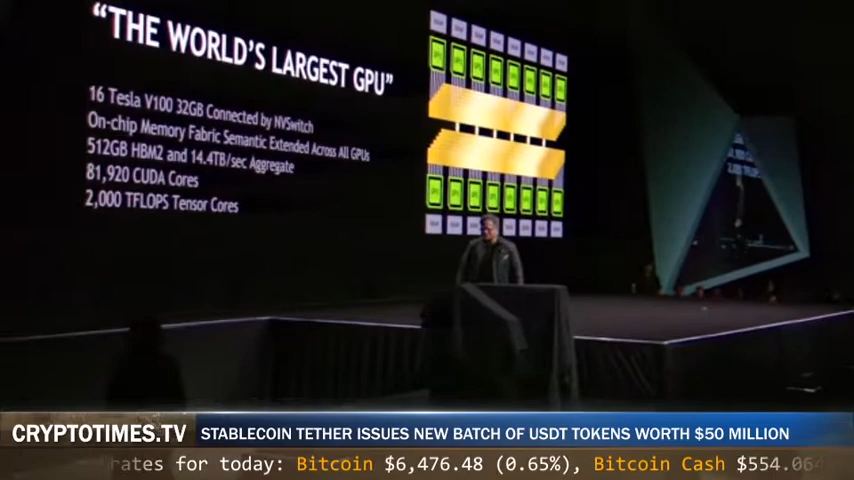 “THE WORLD'S LARGEST GPU”
16 Tesla V100 32GB Connected by NVSwitch
On-chip Memory Fabric Semantic Extended Across All GPUs
512GB HBM2 and 14.4TB/sec Aggregate
81,920 CUDA Cores
2,000 TFLOPS Tensor Cores
CRYPTOTIMES.TV
STABLECOIN TETHER ISSUES NEW BATCH OF USDT TOKENS WORTH $50 MILLION
rates for today: Bitcoin $6,476.48 (0.65%), Bitcoin Cash $554.064